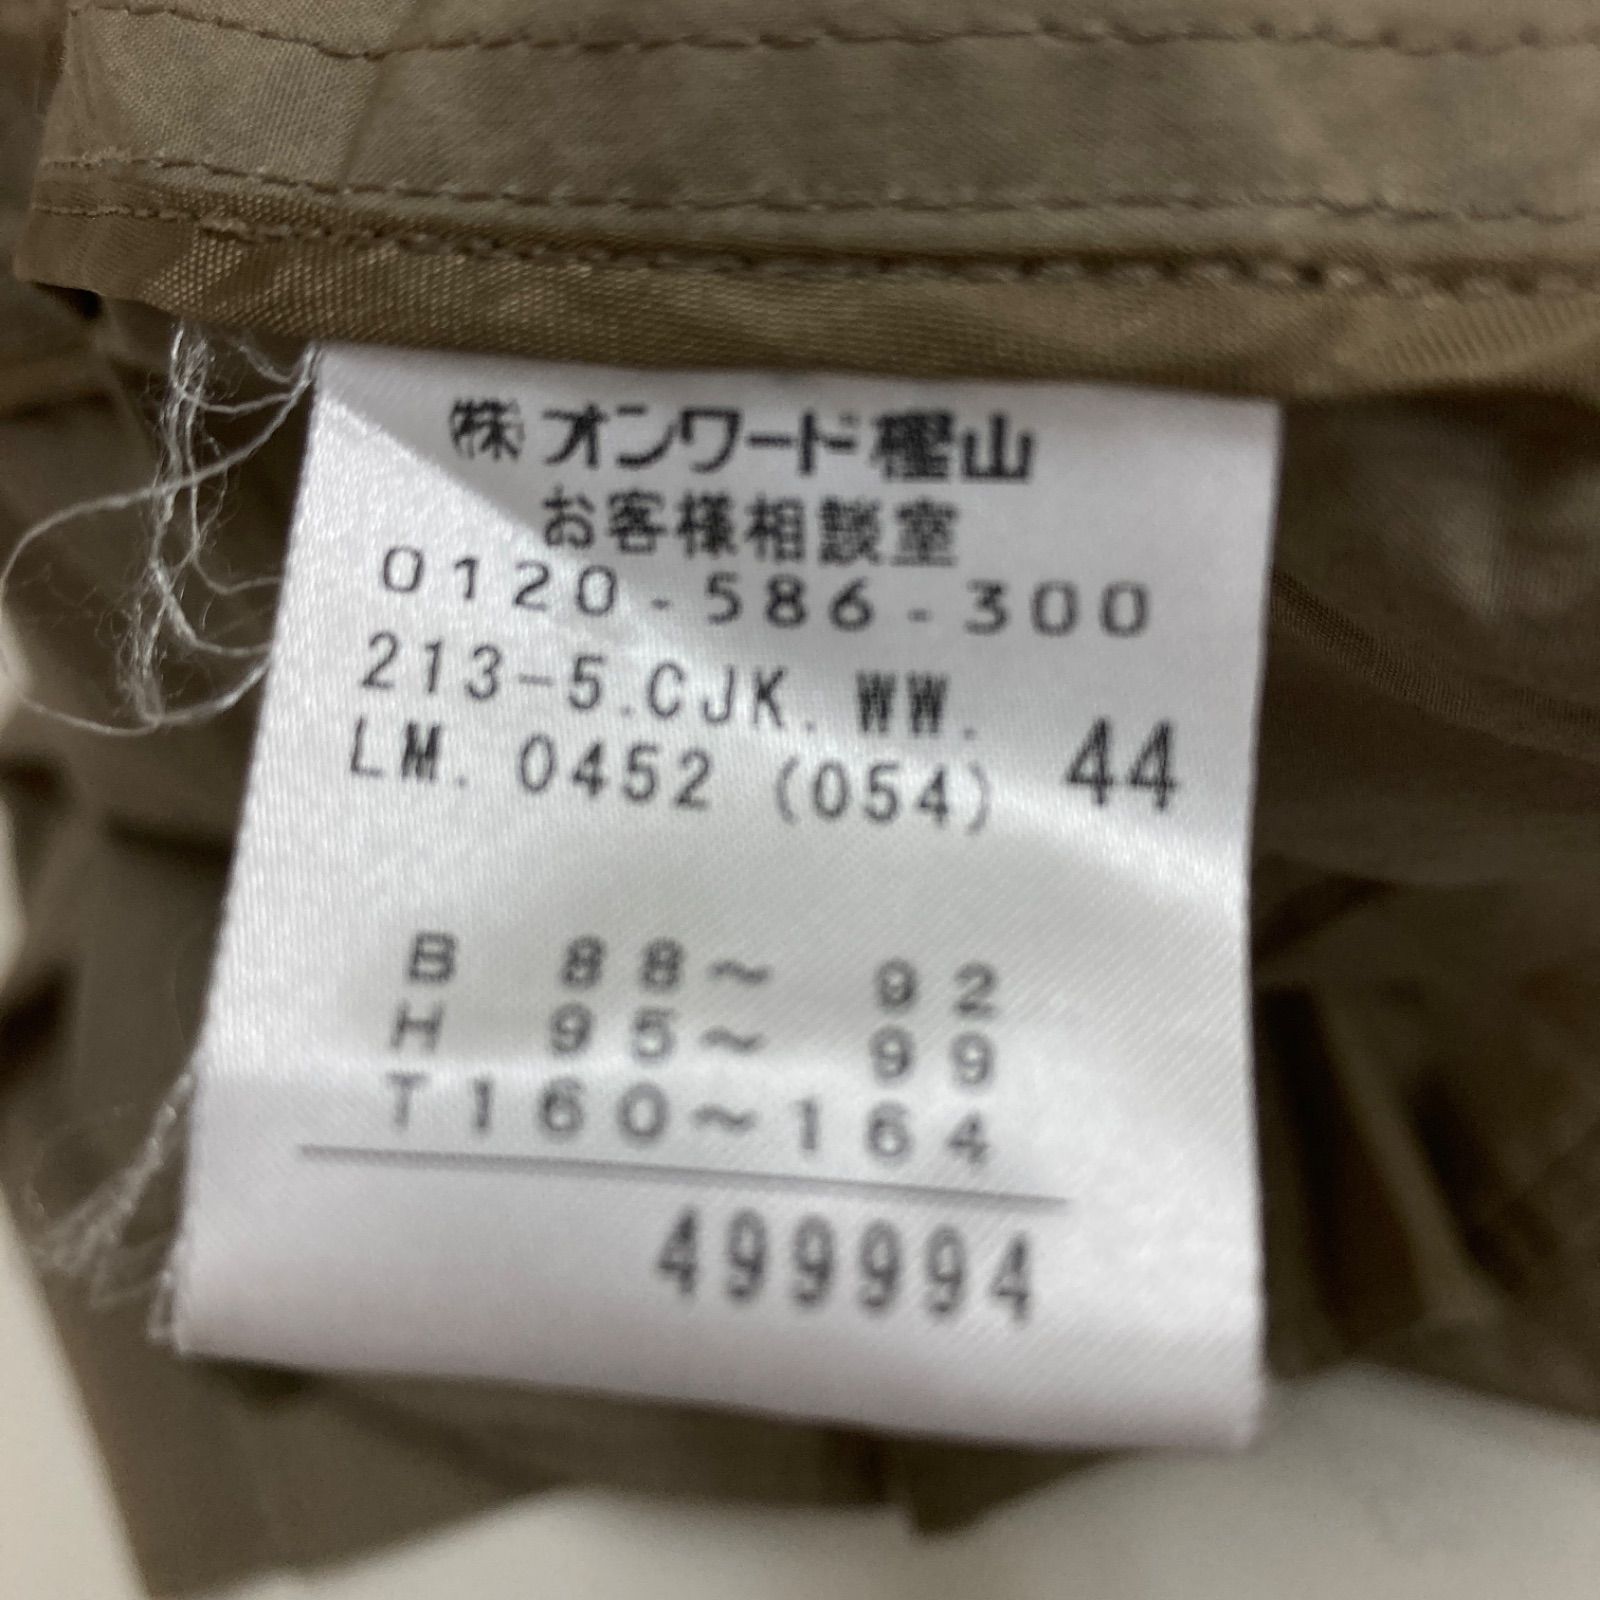 ㈱オンワード樫山
お客様相談室
0120-586-300
213-5.CJK.WW.
LM. 0452 (054) 44
B 88～ 92
H 95～ 99
T160～164
499994